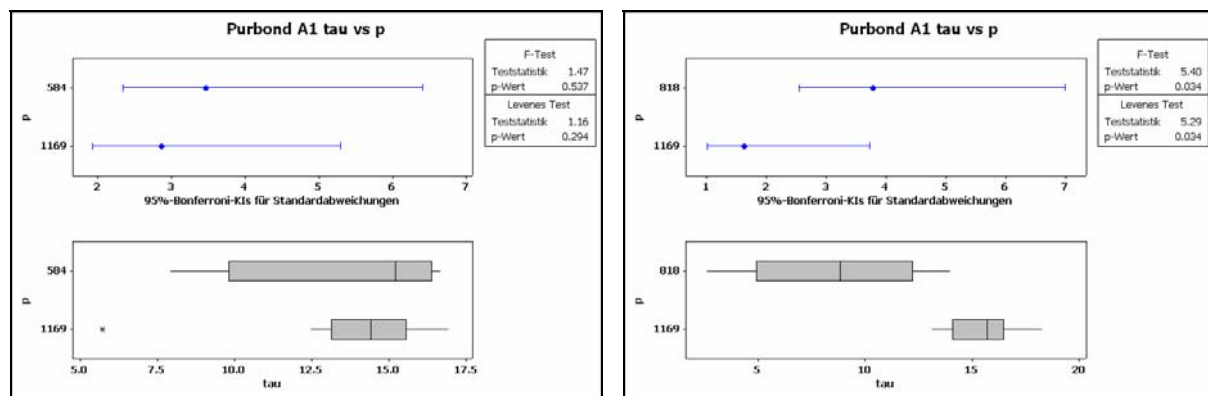 Purbond A1 tau vs p
F-Test
Teststatistik 1.47
p-Wert 0.537
Levenes Test
Teststatistik 1.16
p-Wert 0.294
584
p
1169
2 3 4 5 6 7
95%-Bonferroni-KIs für Standardabweichungen
584
p
1169
5.0 7.5 10.0 12.5 15.0 17.5
tau
Purbond A1 tau vs p
F-Test
Teststatistik 5.40
p-Wert 0.034
Levenes Test
Teststatistik 5.29
p-Wert 0.034
818
p
1169
1 2 3 4 5 6 7
95%-Bonferroni-KIs für Standardabweichungen
818
p
1169
5 10 15 20
tau